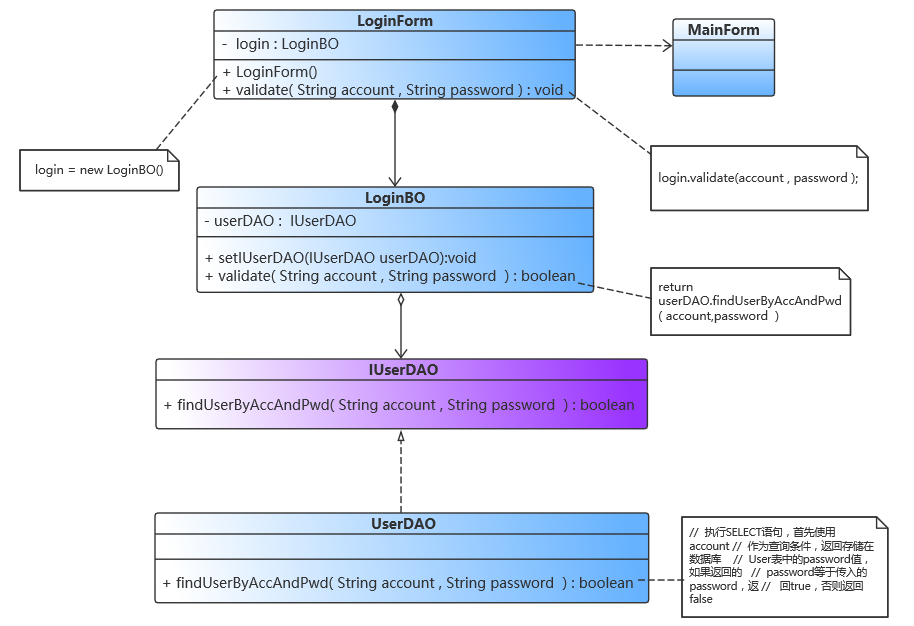 LoginForm
- login : LoginBO
+ LoginForm()
+ validate( String account , String password ) : void
MainForm
login = new LoginBO()
login.validate(account , password );
LoginBO
- userDAO : IUserDAO
+ setIUserDAO(IUserDAO userDAO):void
+ validate( String account , String password ) : boolean
return
userDAO.findUserByAccAndPwd
( account,password )
IUserDAO
+ findUserByAccAndPwd( String account , String password ) : boolean
UserDAO
+ findUserByAccAndPwd( String account , String password ) : boolean
// 执行SELECT语句，首先使用
account // 作为查询条件，返回存储在
数据库 // User表中的password值，
如果返回的 // password等于传入的
password，返 // 回true，否则返回
false